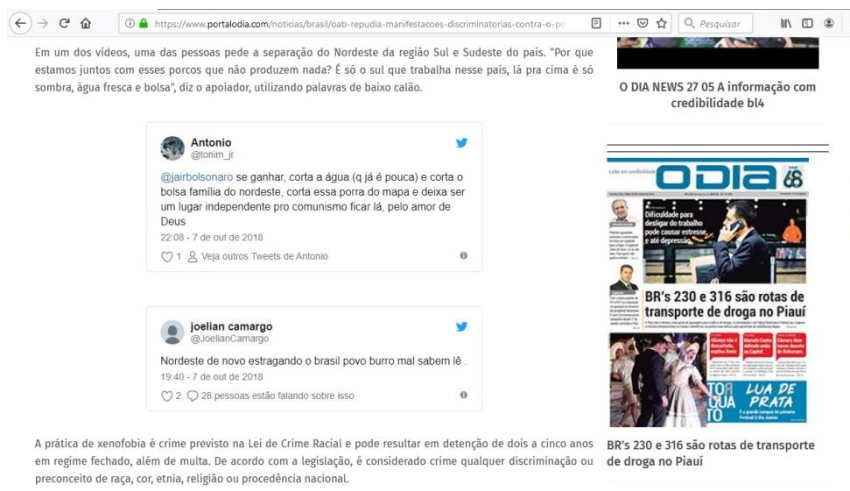 https://www.portalodia.com/noticias/brasil/oab-repudia-manifestacoes-discriminatorias-contra-o-po
Pesquisar
Em um dos vídeos, uma das pessoas pede a separação do Nordeste da região Sul e Sudeste do país. "Por que
estamos juntos com esses porcos que não produzem nada? É só o sul que trabalha nesse país, lá pra cima é só
sombra, água fresca e bolsa", diz o apoiador, utilizando palavras de baixo calão.
Antonio
@tonim_jr
@jairbolsonaro se ganhar, corta a água (q já é pouca) e corta o
bolsa família do nordeste, corta essa porra do mapa e deixa ser
um lugar independente pro comunismo ficar lá, pelo amor de
Deus
22:08 - 7 de out de 2018
1 Veja outros Tweets de Antonio
joelian camargo
@JoelianCamargo
Nordeste de novo estragando o brasil povo burro mal sabem lê .
19:40 - 7 de out de 2018
2 28 pessoas estão falando sobre isso
A prática de xenofobia é crime previsto na Lei de Crime Racial e pode resultar em detenção de dois a cinco anos
em regime fechado, além de multa. De acordo com a legislação, é considerado crime qualquer discriminação ou
preconceito de raça, cor, etnia, religião ou procedência nacional.
O DIA NEWS 27 05 A informação com
credibilidade bl4
O DIA
68
Dificuldade para
desligar do trabalho
pode causar estresse
e até depressão
BR's 230 e 316 são rotas de
transporte de droga no Piauí
LUA DE
PRATA
BR's 230 e 316 são rotas de transporte
de droga no Piauí